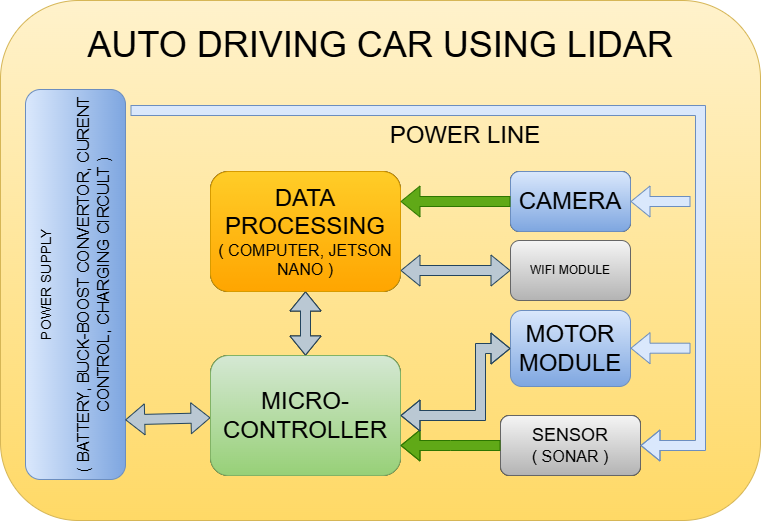 AUTO DRIVING CAR USING LIDAR
POWER SUPPLY
( BATTERY, BUCK-BOOST CONVERTOR, CURENT
CONTROL, CHARGING CIRCULT )
POWER LINE
DATA
PROCESSING
( COMPUTER, JETSON
NANO )
CAMERA
WIFI MODULE
MOTOR
MODULE
MICRO-
CONTROLLER
SENSOR
( SONAR )